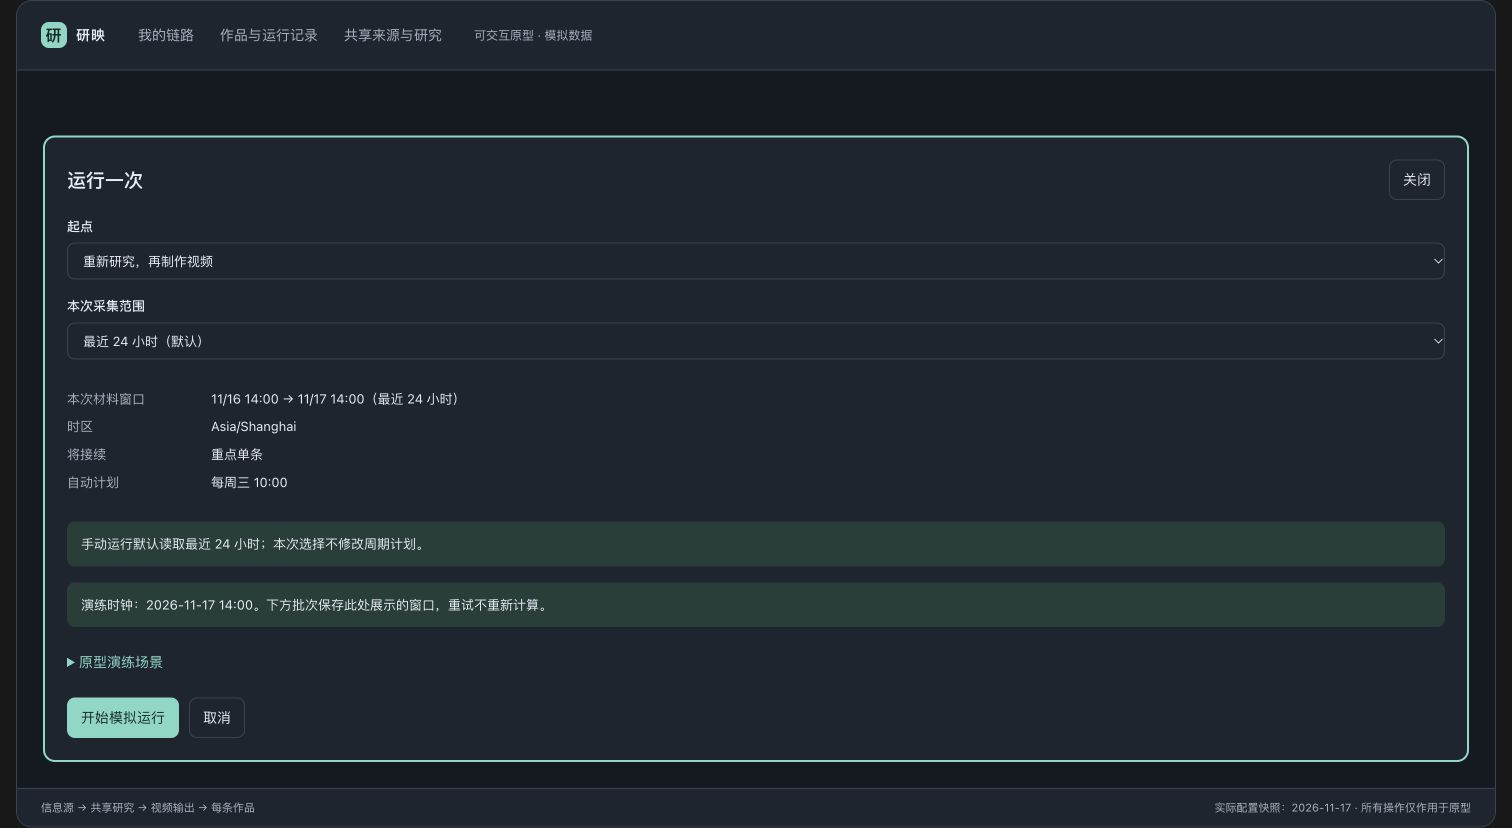 研 研映 我的链路 作品与运行记录 共享来源与研究 可交互原型 · 模拟数据
运行一次
关闭
起点
重新研究，再制作视频
本次采集范围
最近 24 小时（默认）
本次材料窗口 11/16 14:00 → 11/17 14:00（最近 24 小时）
时区 Asia/Shanghai
将接续 重点单条
自动计划 每周三 10:00
手动运行默认读取最近 24 小时；本次选择不修改周期计划。
演练时钟：2026-11-17 14:00。下方批次保存此处展示的窗口，重试不重新计算。
原型演练场景
开始模拟运行 取消
信息源 → 共享研究 → 视频输出 → 每条作品
实际配置快照：2026-11-17 · 所有操作仅作用于原型